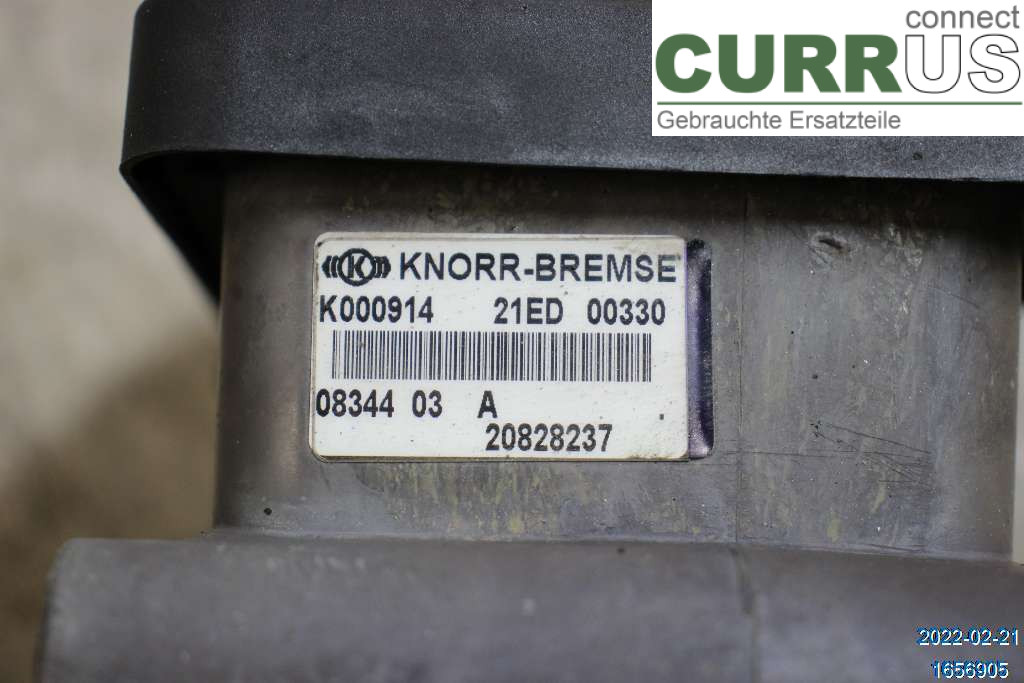 connect
CURRUS
Gebrauchte Ersatzteile
K KNORR-BREMSE
K000914 21ED 00330
08344 03 A
20828237
2022-02-21
1656905